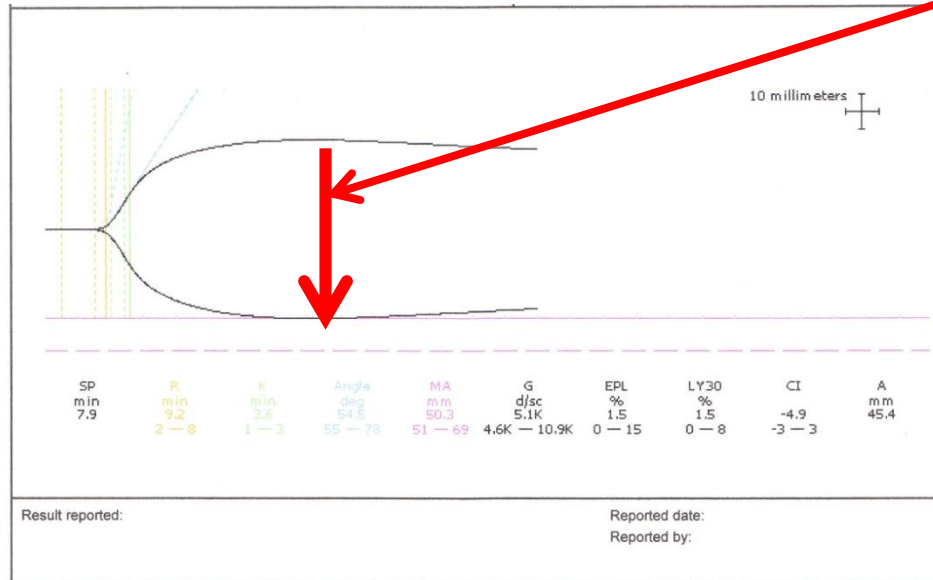 10 millimeters
SP R K Angle MA G EPL LY30 CI A
min min min deg mm d/sc % % mm
7.9 9.2 3.6 54.5 50.3 5.1K 1.5 1.5 -4.9 45.4
2 — 8 1 — 3 55 — 78 51 — 69 4.6K — 10.9K 0 — 15 0 — 8 -3 — 3
Result reported: Reported date:
Reported by: